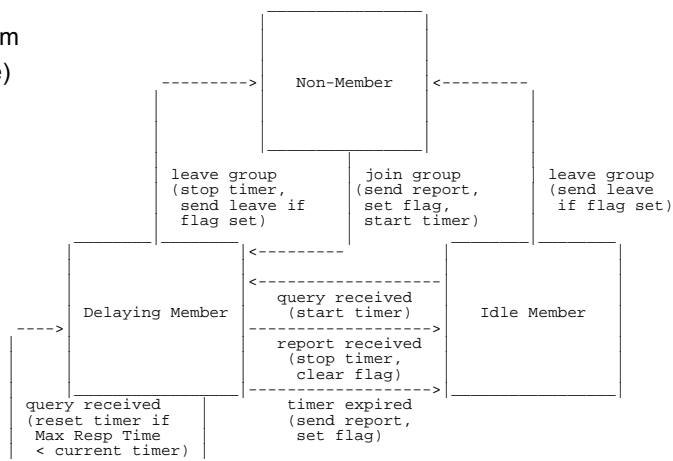 m
e)
Non-Member
leave group
(stop timer,
send leave if
flag set)
join group
(send report,
set flag,
start timer)
leave group
(send leave
if flag set)
Delaying Member
query received
(start timer)
report received
(stop timer,
clear flag)
timer expired
(send report,
set flag)
Idle Member
query received
(reset timer if
Max Resp Time
< current timer)